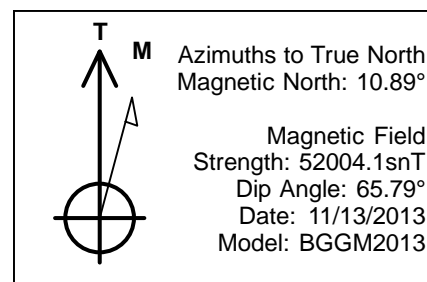 T
M
Azimuths to True North
Magnetic North: 10.89°
Magnetic Field
Strength: 52004.1snT
Dip Angle: 65.79°
Date: 11/13/2013
Model: BGGM2013